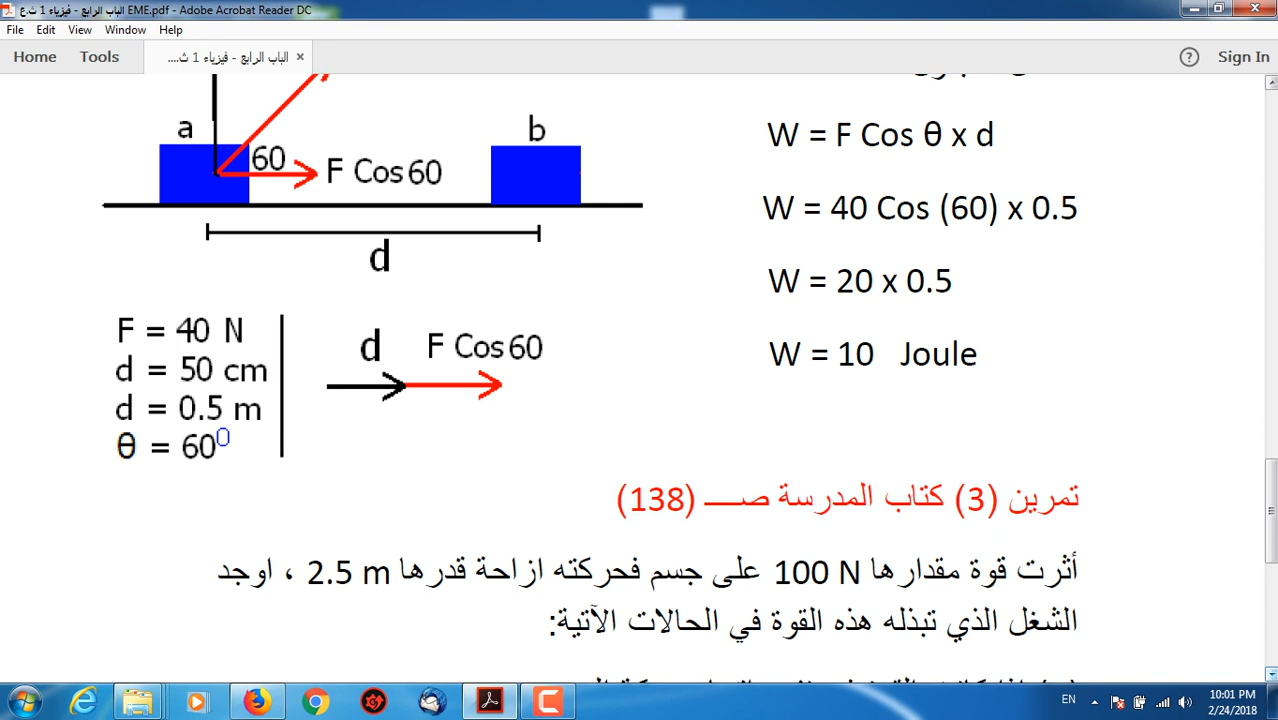 الباب الرابع - فيزياء 1 ث.ع EME.pdf - Adobe Acrobat Reader DC
File Edit View Window Help
Home Tools الباب الرابع - فيزياء 1 ث.... × ? Sign In
a
b
60
F Cos 60
d
W = F Cos θ x d
W = 40 Cos (60) x 0.5
W = 20 x 0.5
W = 10 Joule
F = 40 N
d = 50 cm
d = 0.5 m
θ = 60⁰
d
F Cos 60
تمرين (3) كتاب المدرسة صـــ (138)
أثرت قوة مقدارها 100 N على جسم فحركته ازاحة قدرها 2.5 m ، اوجد
الشغل الذي تبذله هذه القوة في الحالات الآتية:
EN
10:01 PM
2/24/2018